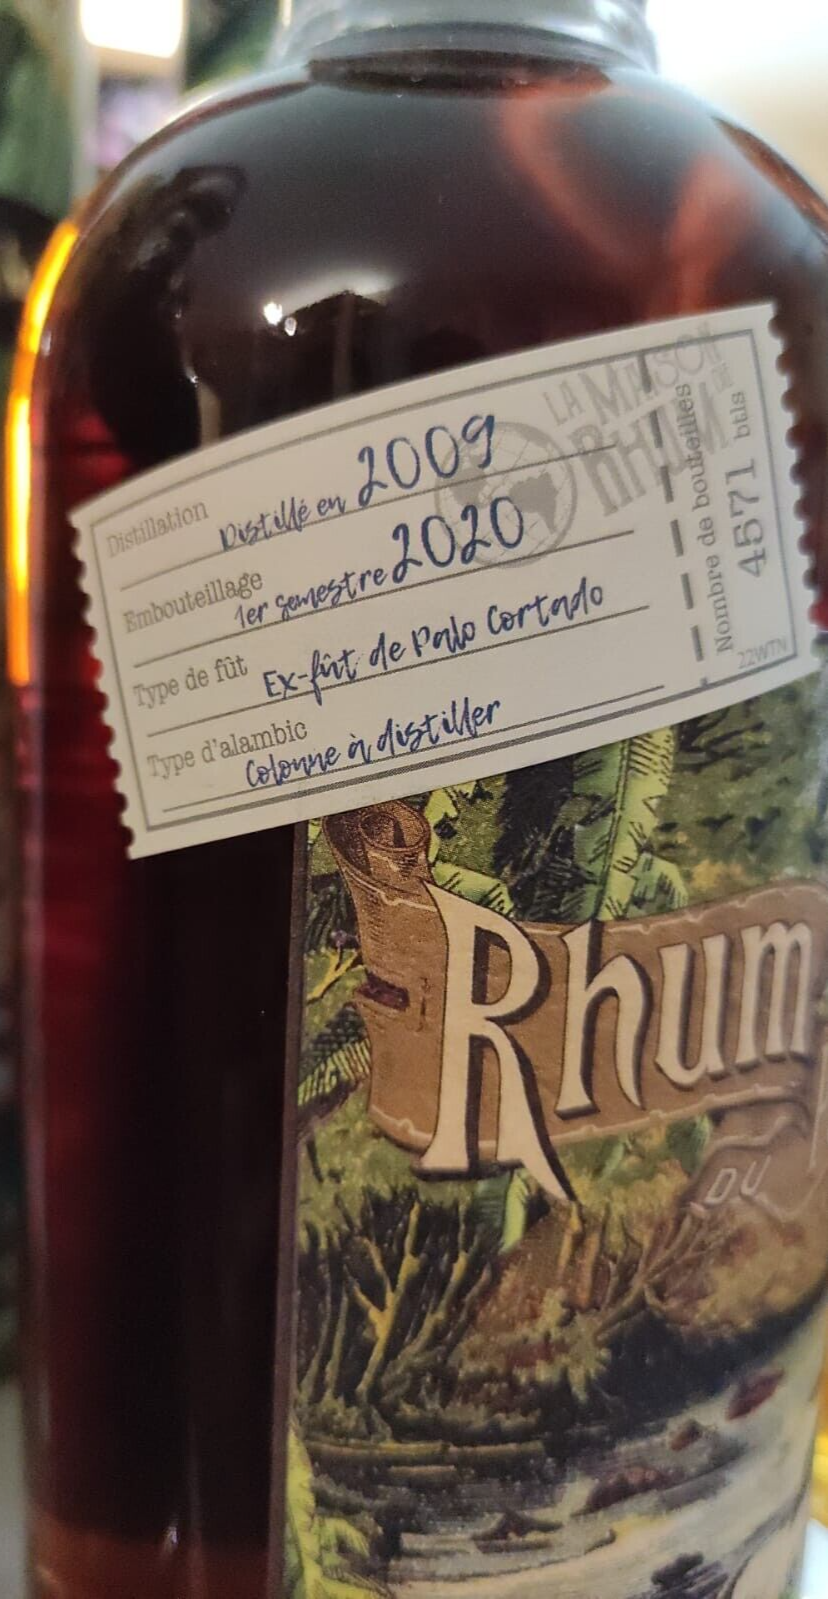 LA MAISON
DU
RHUM
Distillation Distillé en 2009
Embouteillage 1er semestre 2020
Type de fût Ex-fût de Palo Cortado
Type d'alambic Colonne à distiller
Nombre de bouteilles
4571 btls
22WTN
Rhum
DU